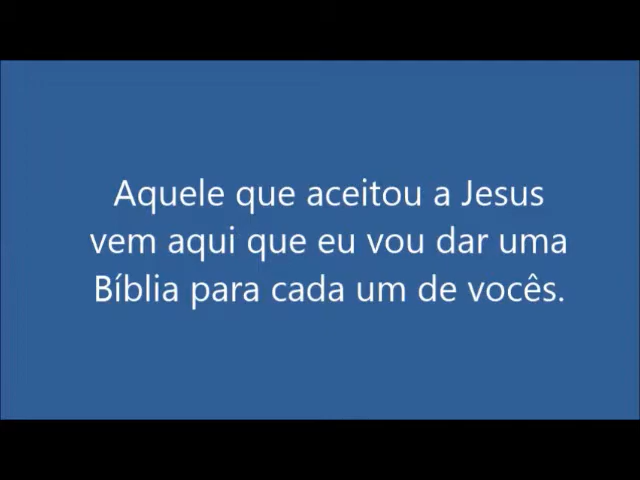 Aquele que aceitou a Jesus
vem aqui que eu vou dar uma
Bíblia para cada um de vocês.